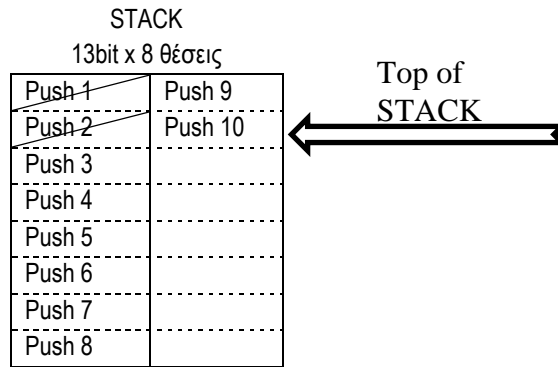 STACK
13bit x 8 θέσεις
Push 1 Push 9
Push 2 Push 10
Push 3
Push 4
Push 5
Push 6
Push 7
Push 8
Top of
STACK